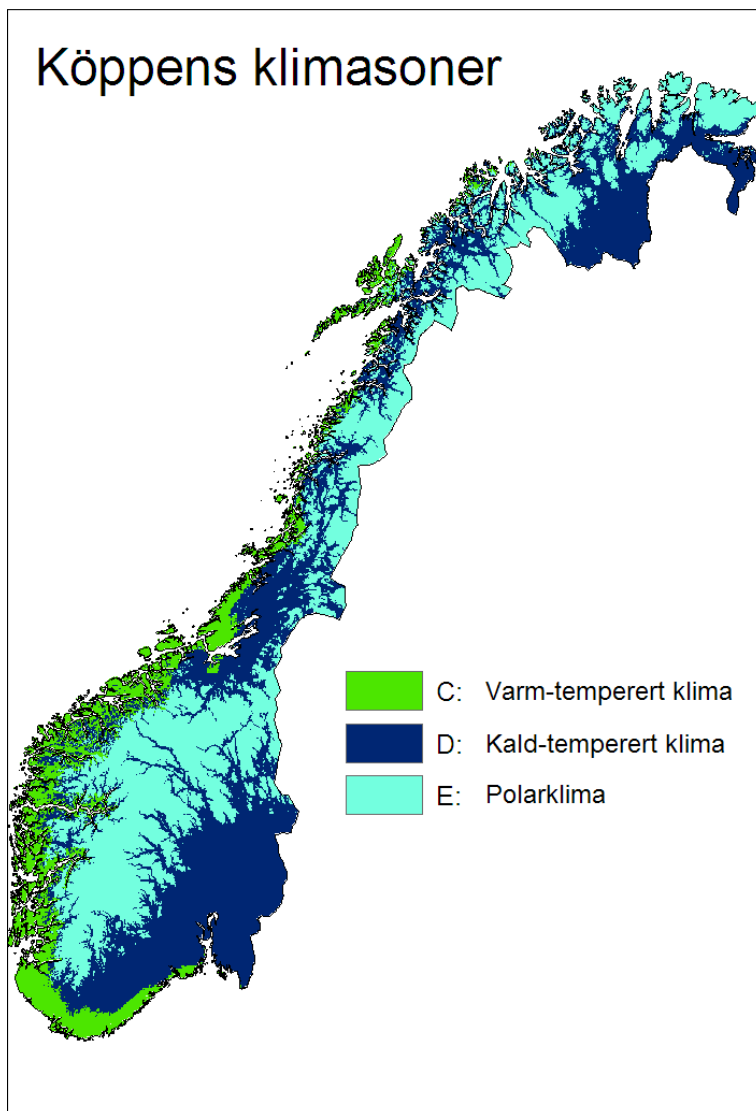 Köppens klimasoner
C: Varm-temperert klima
D: Kald-temperert klima
E: Polarklima